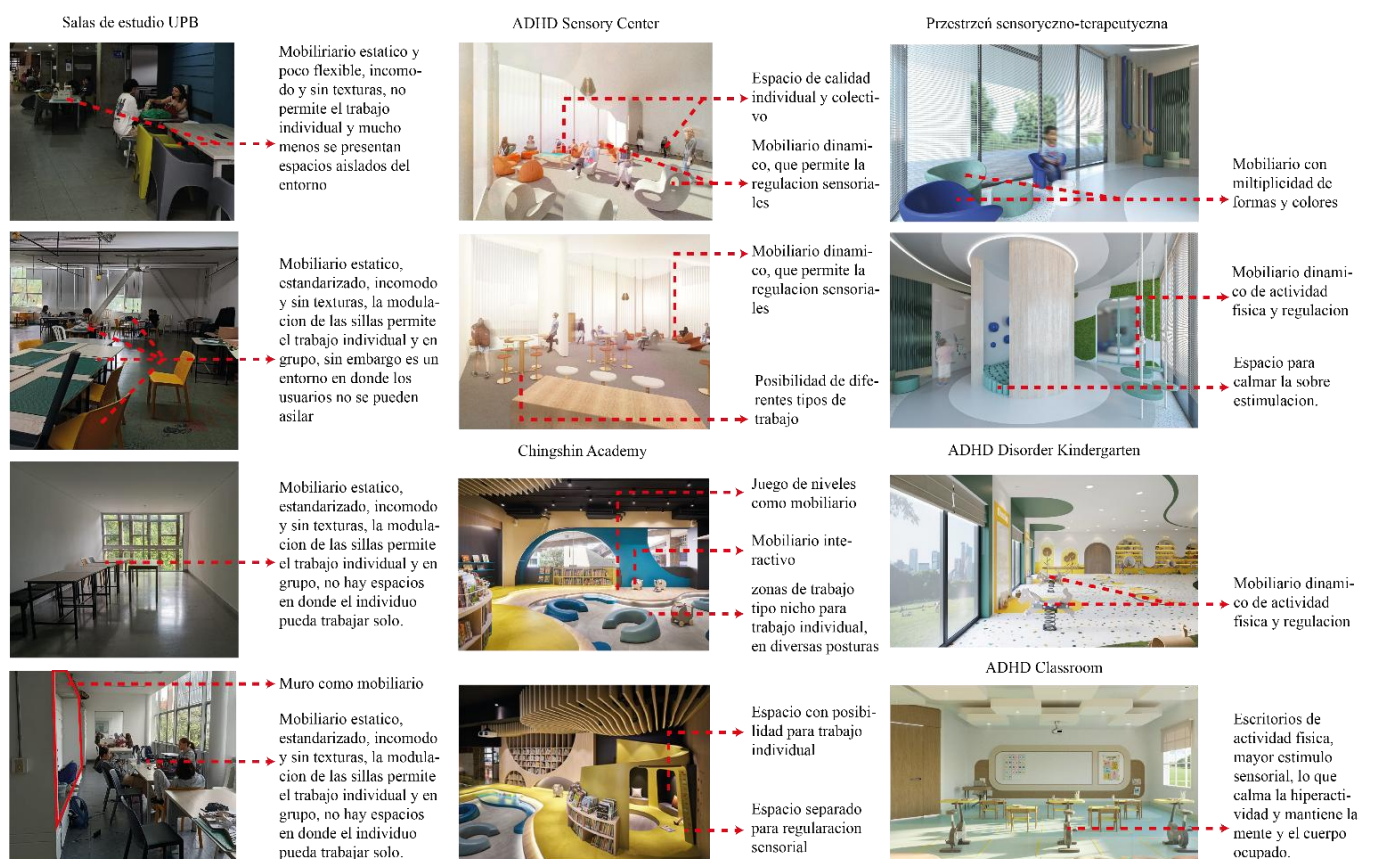 Salas de estudio UPB
Mobiliriario estatico y
poco flexible, incomo-
do y sin texturas, no
permite el trabajo
individual y mucho
menos se presentan
espacios aislados del
entorno
Mobiliario estatico,
estandarizado, incomodo
y sin texturas, la modula-
cion de las sillas permite
el trabajo individual y en
grupo, sin embargo es un
entorno en donde los
usuarios no se pueden
asilar
Mobiliario estatico,
estandarizado, incomodo
y sin texturas, la modula-
cion de las sillas permite
el trabajo individual y en
grupo, no hay espacios
en donde el individuo
pueda trabajar solo.
Muro como mobiliario
Mobiliario estatico,
estandarizado, incomodo
y sin texturas, la modula-
cion de las sillas permite
el trabajo individual y en
grupo, no hay espacios
en donde el individuo
pueda trabajar solo.
ADHD Sensory Center
Espacio de calidad
individual y colecti-
vo
Mobiliario dinami-
co, que permite la
regulacion sensoria-
les
Mobiliario dinami-
co, que permite la
regulacion sensoria-
les
Posibilidad de dife-
rentes tipos de
trabajo
Chingshin Academy
Juego de niveles
como mobiliario
Mobiliario inte-
ractivo
zonas de trabajo
tipo nicho para
trabajo individual,
en diversas posturas
Espacio con posibi-
lidad para trabajo
individual
Espacio separado
para regularacion
sensorial
Przestrzeń sensoryczno-terapeutyczna
Mobiliario con
miltiplicidad de
formas y colores
Mobiliario dinami-
co de actividad
fisica y regulacion
Espacio para
calmar la sobre
estimulacion.
ADHD Disorder Kindergarten
Mobiliario dinami-
co de actividad
fisica y regulacion
ADHD Classroom
Escritorios de
actividad fisica,
mayor estimulo
sensorial, lo que
calma la hiperacti-
vidad y mantiene la
mente y el cuerpo
ocupado.